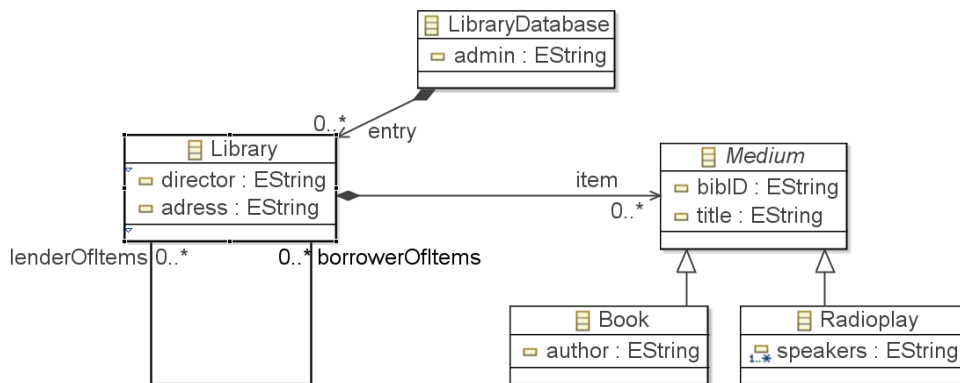 LibraryDatabase
admin : EString
0..*
entry
Library
director : EString
adress : EString
item
0..*
Medium
bibID : EString
title : EString
lenderOfItems 0..*
0..* borrowerOfItems
Book
author : EString
Radioplay
1..* speakers : EString